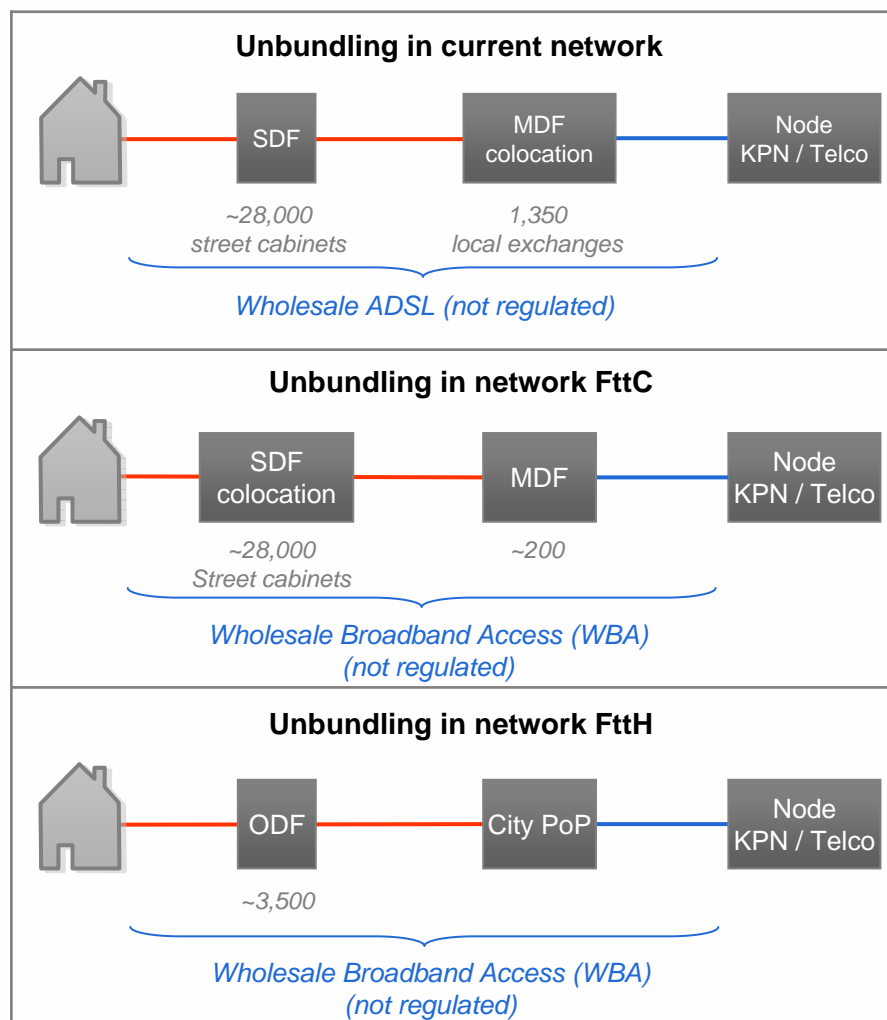 Unbundling in current network
SDF
MDF
colocation
Node
KPN / Telco
~28,000
street cabinets
1,350
local exchanges
Wholesale ADSL (not regulated)
Unbundling in network FttC
SDF
colocation
MDF
Node
KPN / Telco
~28,000
Street cabinets
~200
Wholesale Broadband Access (WBA)
(not regulated)
Unbundling in network FttH
ODF
City PoP
Node
KPN / Telco
~3,500
Wholesale Broadband Access (WBA)
(not regulated)